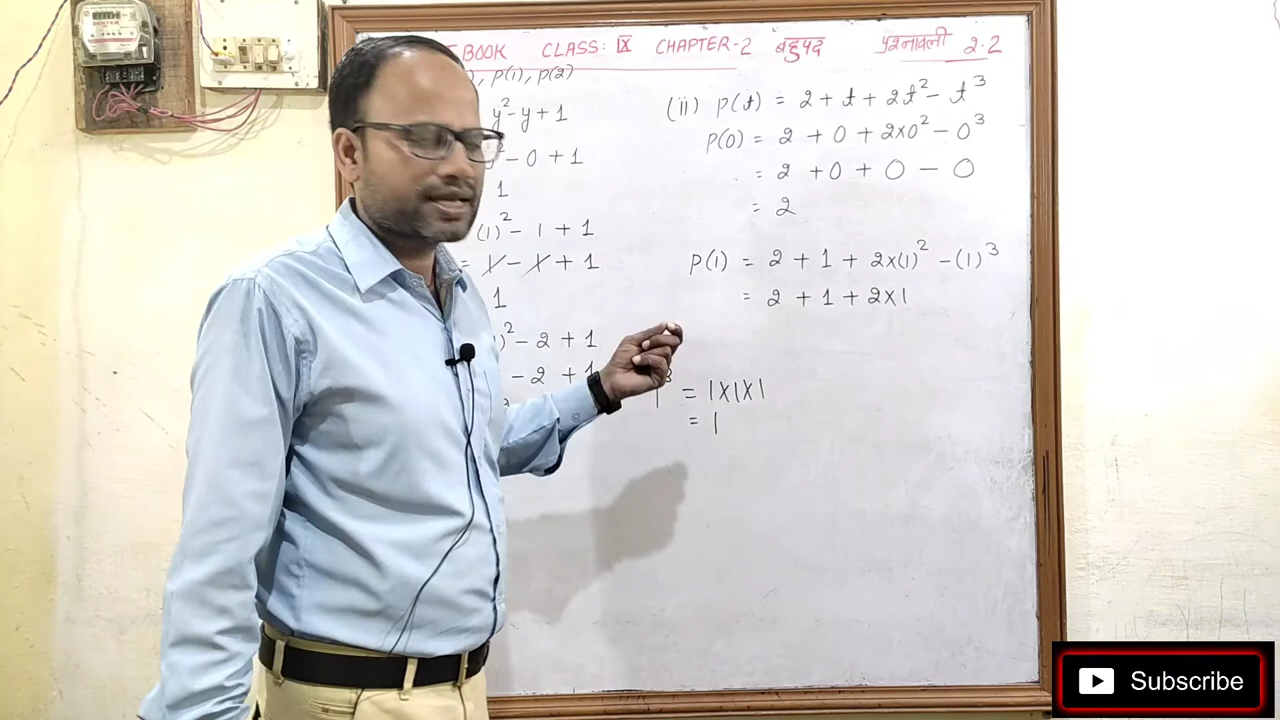 BOOK CLASS: IX CHAPTER-2 बहुपद प्रश्नावली 2.2
, P(1), P(2)
y² - y + 1
- 0 + 1
1
(1)² - 1 + 1
= 1 - 1 + 1
1
)² - 2 + 1
- 2 + 1
(ii) P(t) = 2 + t + 2t² - t³
P(0) = 2 + 0 + 2×0² - 0³
= 2 + 0 + 0 - 0
= 2
P(1) = 2 + 1 + 2×(1)² - (1)³
= 2 + 1 + 2×1
1³ = 1×1×1
= 1
Subscribe